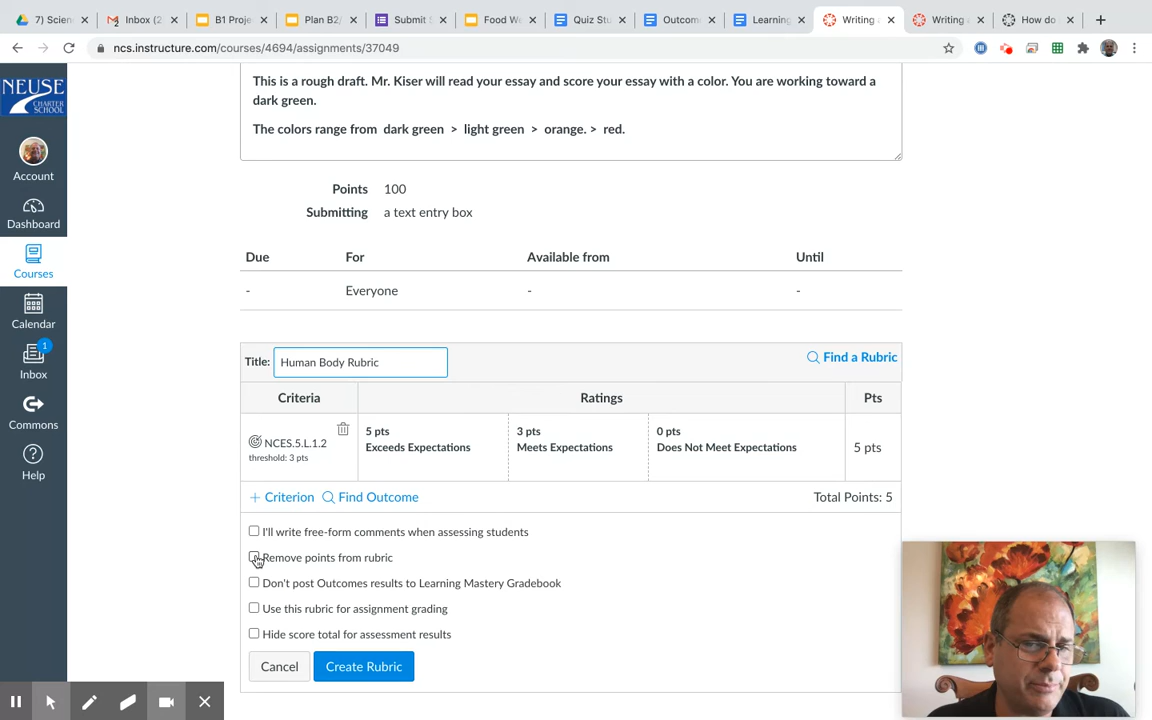 7) Scien
Inbox (2
B1 Proje
Plan B2/
Submit
Food We
Quiz Stu
Outcom
Learning
Writing
Writing a
How do
ncs.instructure.com/courses/4694/assignments/37049
NEUSE
CHARTER
SCHOOL
Account
Dashboard
Courses
Calendar
1
Inbox
Commons
Help
This is a rough draft. Mr. Kiser will read your essay and score your essay with a color. You are working toward a
dark green.
The colors range from dark green > light green > orange. > red.
Points 100
Submitting a text entry box
Due For Available from Until
- Everyone - -
Title: Human Body Rubric Find a Rubric
Criteria Ratings Pts
NCES.5.L.1.2
threshold: 3 pts
5 pts
Exceeds Expectations
3 pts
Meets Expectations
0 pts
Does Not Meet Expectations
5 pts
+ Criterion Find Outcome Total Points: 5
I'll write free-form comments when assessing students
Remove points from rubric
Don't post Outcomes results to Learning Mastery Gradebook
Use this rubric for assignment grading
Hide score total for assessment results
Cancel Create Rubric